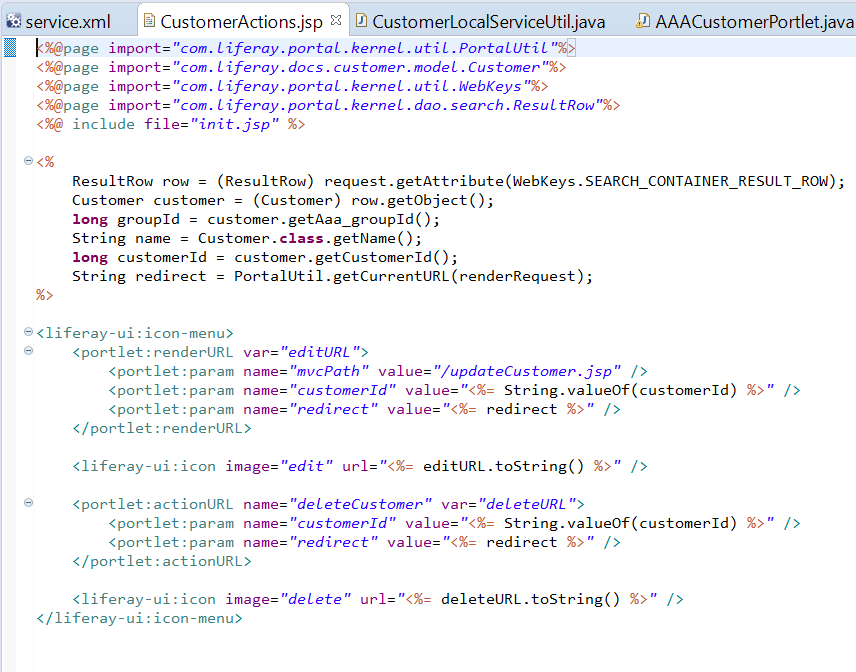 service.xml CustomerActions.jsp CustomerLocalServiceUtil.java AAACustomerPortlet.java
<%@page import="com.liferay.portal.kernel.util.PortalUtil"%>
<%@page import="com.liferay.docs.customer.model.Customer"%>
<%@page import="com.liferay.portal.kernel.util.WebKeys"%>
<%@page import="com.liferay.portal.kernel.dao.search.ResultRow"%>
<%@ include file="init.jsp" %>
<%
ResultRow row = (ResultRow) request.getAttribute(WebKeys.SEARCH_CONTAINER_RESULT_ROW);
Customer customer = (Customer) row.getObject();
long groupId = customer.getAaa_groupId();
String name = Customer.class.getName();
long customerId = customer.getCustomerId();
String redirect = PortalUtil.getCurrentURL(renderRequest);
%>
<liferay-ui:icon-menu>
<portlet:renderURL var="editURL">
<portlet:param name="mvcPath" value="/updateCustomer.jsp" />
<portlet:param name="customerId" value="<%= String.valueOf(customerId) %>" />
<portlet:param name="redirect" value="<%= redirect %>" />
</portlet:renderURL>
<liferay-ui:icon image="edit" url="<%= editURL.toString() %>" />
<portlet:actionURL name="deleteCustomer" var="deleteURL">
<portlet:param name="customerId" value="<%= String.valueOf(customerId) %>" />
<portlet:param name="redirect" value="<%= redirect %>" />
</portlet:actionURL>
<liferay-ui:icon image="delete" url="<%= deleteURL.toString() %>" />
</liferay-ui:icon-menu>